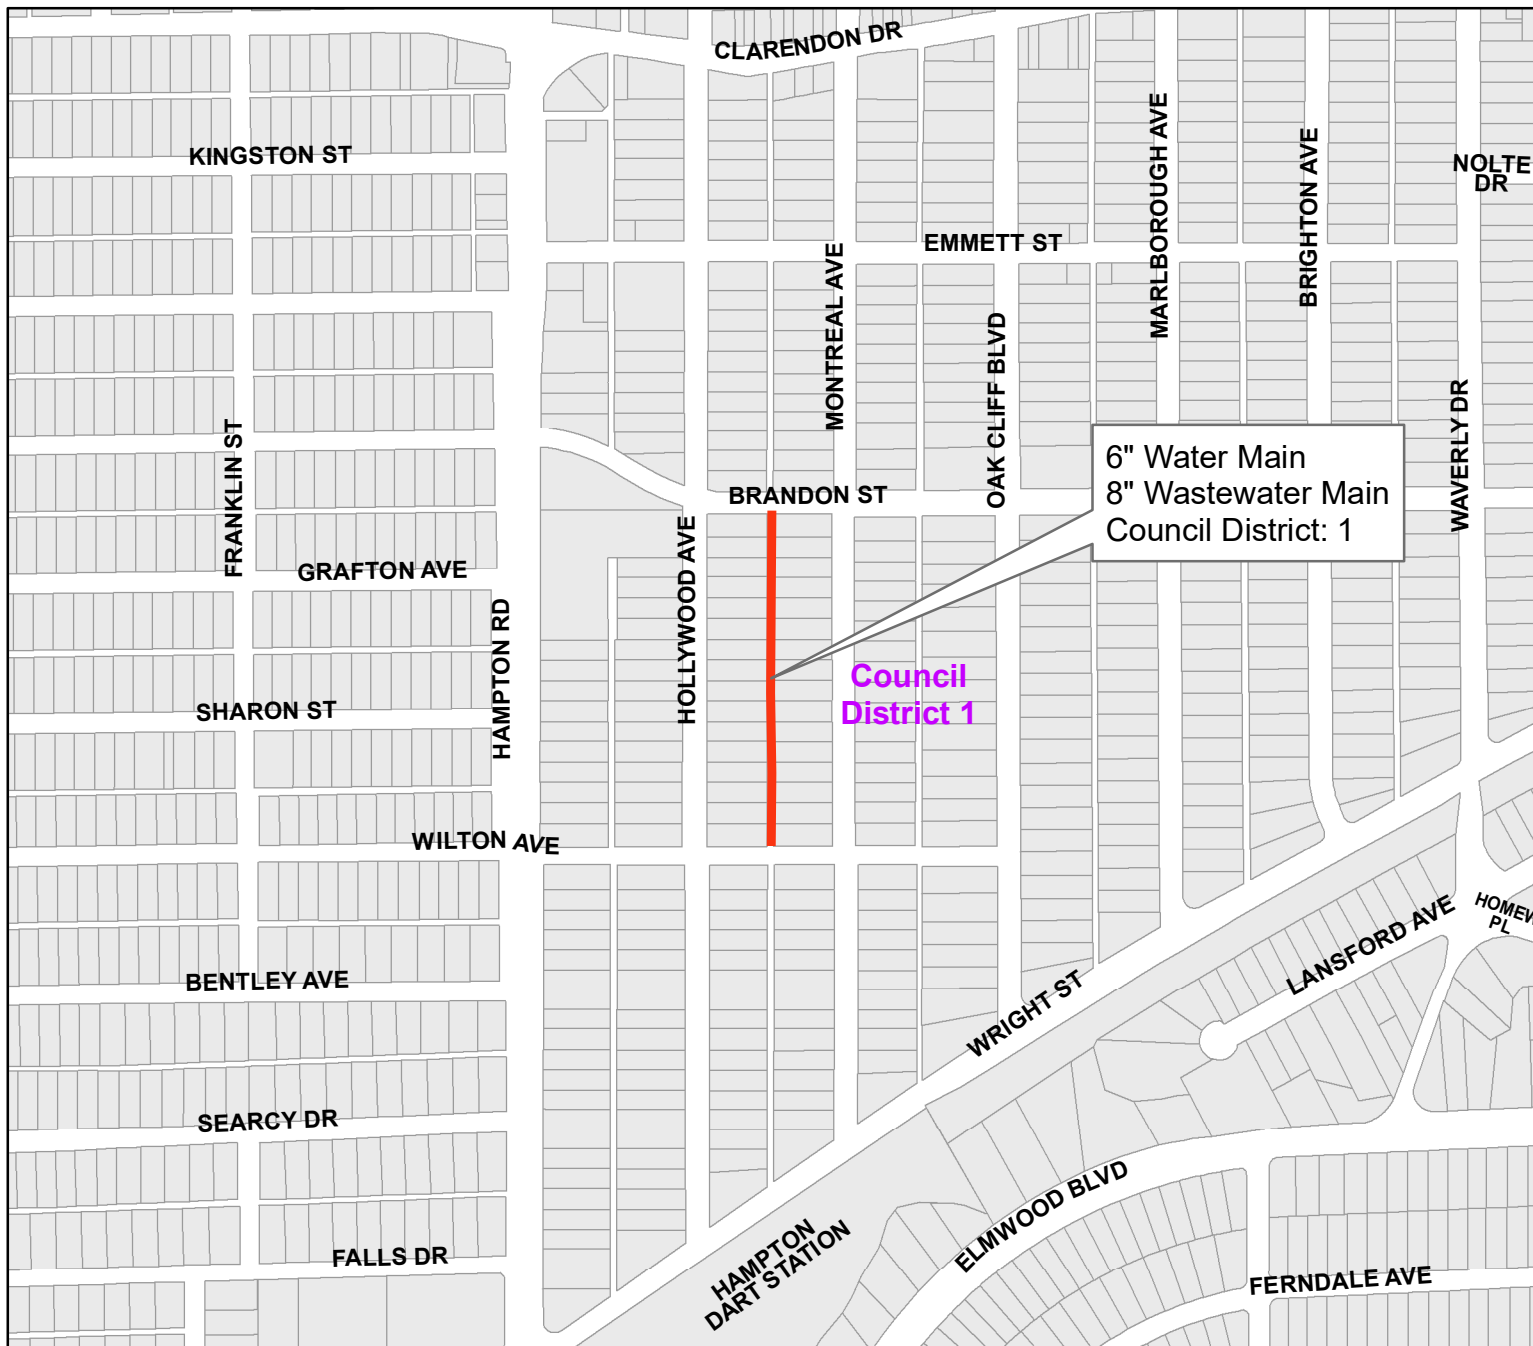 CLARENDON DR
KINGSTON ST
MARLBOROUGH AVE
BRIGHTON AVE
NOLTE
DR
EMMETT ST
MONTREAL AVE
OAK CLIFF BLVD
WAVERLY DR
FRANKLIN ST
6" Water Main
8" Wastewater Main
Council District: 1
BRANDON ST
HOLLYWOOD AVE
GRAFTON AVE
HAMPTON RD
Council
District 1
SHARON ST
WILTON AVE
HOMEW
PL
LANSFORD AVE
BENTLEY AVE
WRIGHT ST
SEARCY DR
ELMWOOD BLVD
HAMPTON
DART STATION
FALLS DR
FERNDALE AVE